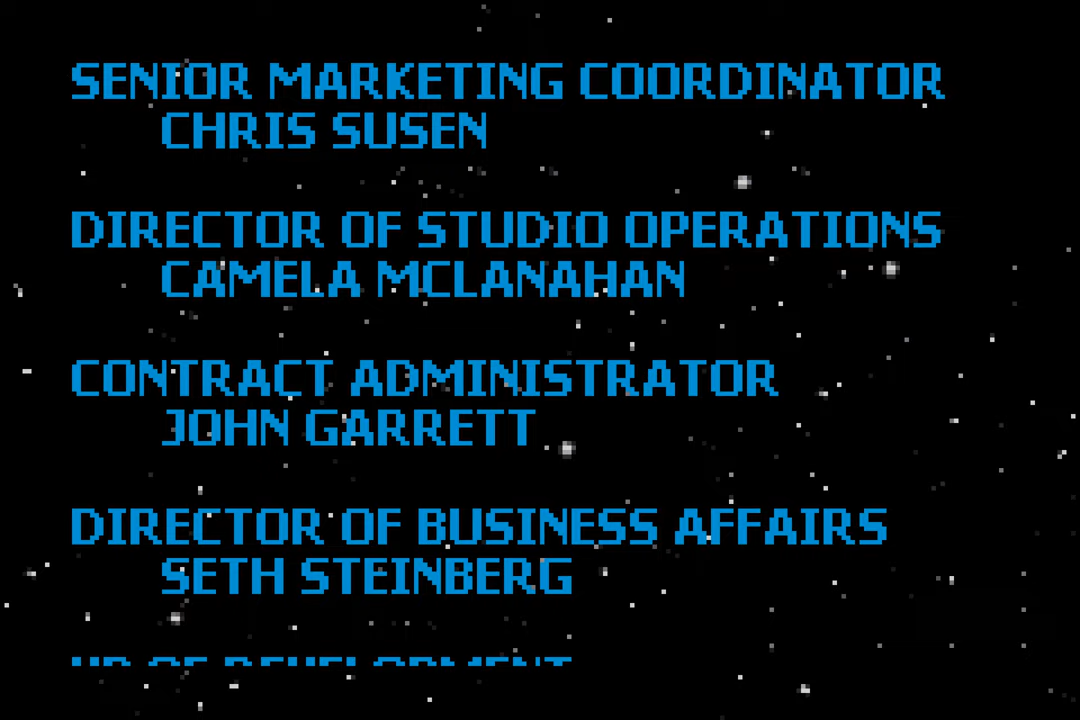 SENIOR MARKETING COORDINATOR
CHRIS SUSEN
DIRECTOR OF STUDIO OPERATIONS
CAMELA MCLANAHAN
CONTRACT ADMINISTRATOR
JOHN GARRETT
DIRECTOR OF BUSINESS AFFAIRS
SETH STEINBERG